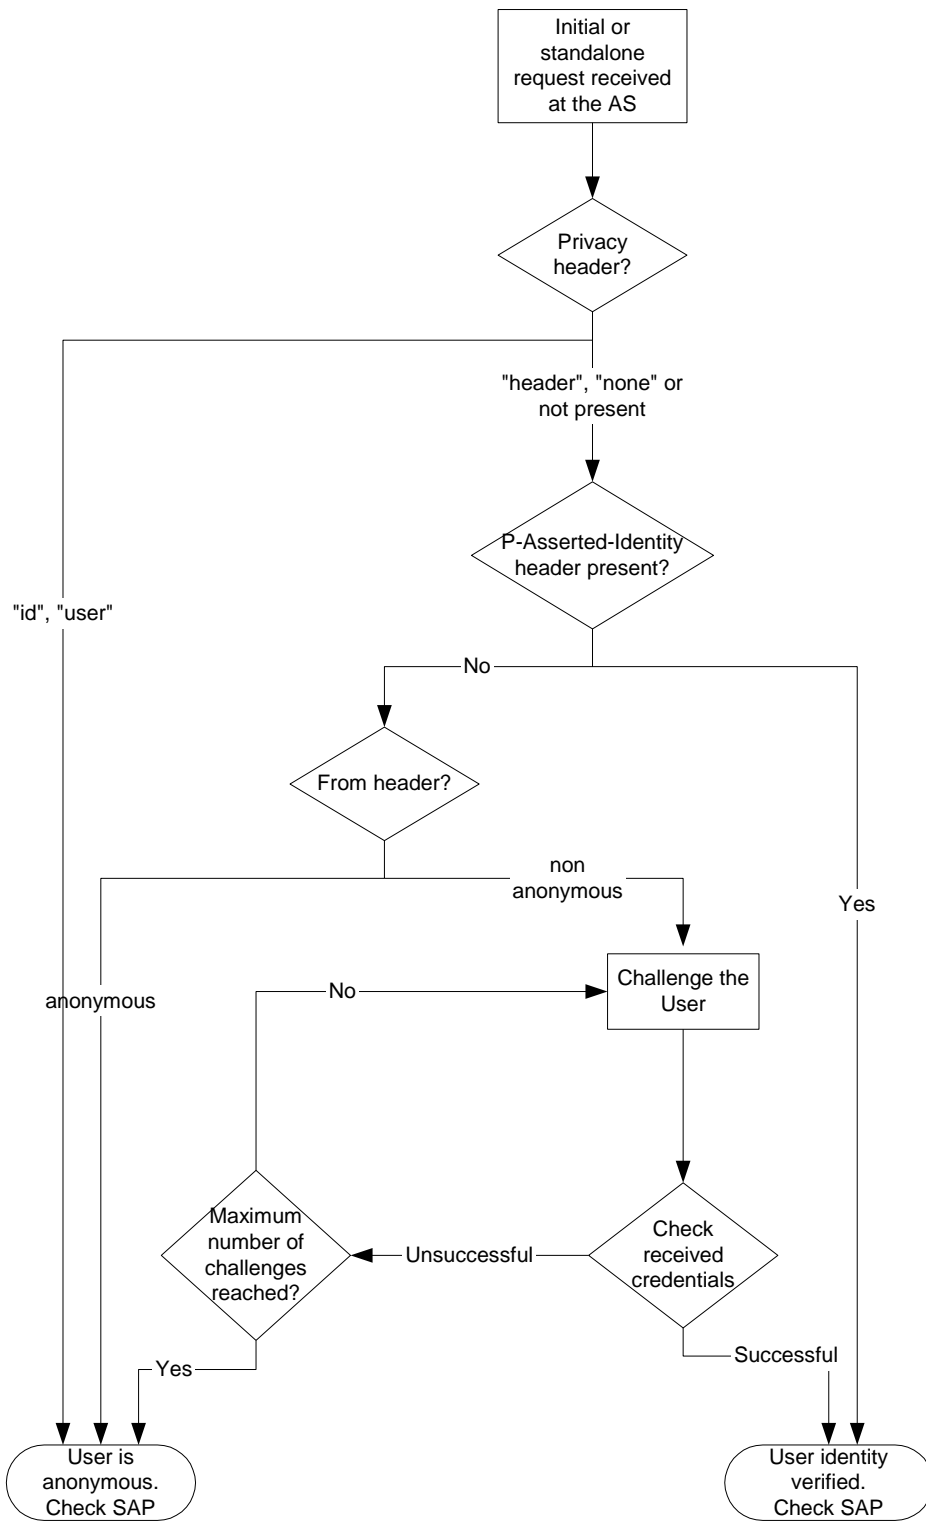 Initial or
standalone
request received
at the AS
Privacy
header?
"header", "none" or
not present
P-Asserted-Identity
header present?
"id", "user"
No
From header?
non
anonymous
Yes
anonymous
No
Challenge the
User
Maximum
number of
challenges
reached?
Unsuccessful
Check
received
credentials
Yes
Successful
User is
anonymous.
Check SAP
User identity
verified.
Check SAP